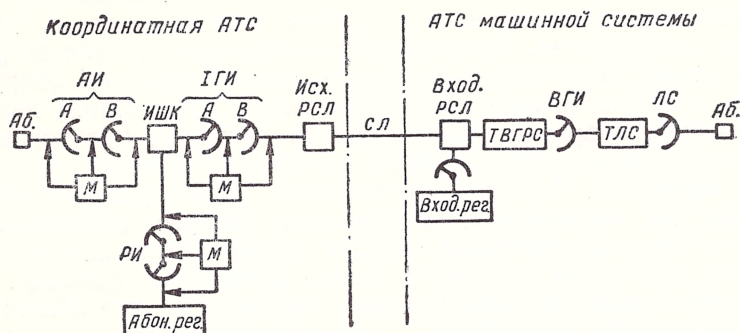 Координатная АТС
АТС машинной системы
АИ
IГИ
Исх. РСЛ
Вход. РСЛ
ВГИ
ЛС
Аб.
А
В
ИШК
А
В
СЛ
ТВГРС
ТЛС
Аб.
М
М
Вход.рег.
РИ
М
Абон.рег.